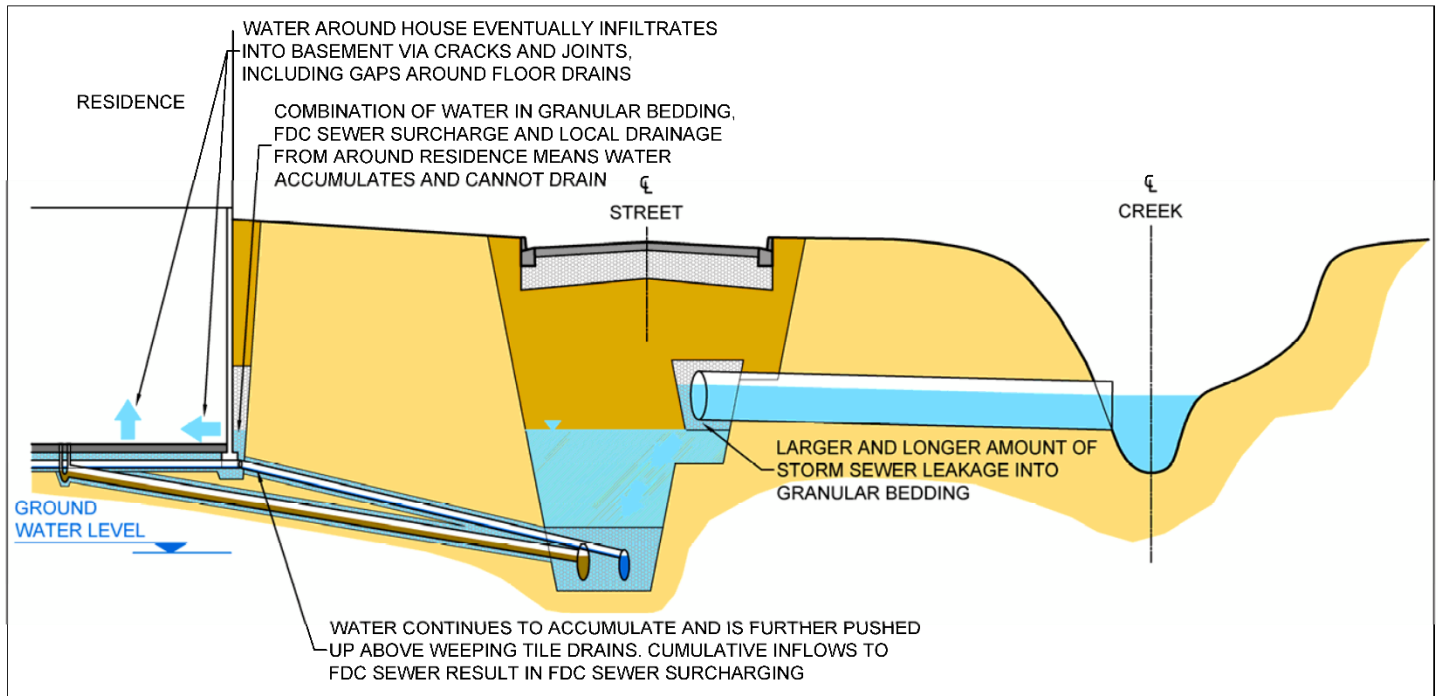 WATER AROUND HOUSE EVENTUALLY INFILTRATES
INTO BASEMENT VIA CRACKS AND JOINTS,
INCLUDING GAPS AROUND FLOOR DRAINS
RESIDENCE
COMBINATION OF WATER IN GRANULAR BEDDING,
FDC SEWER SURCHARGE AND LOCAL DRAINAGE
FROM AROUND RESIDENCE MEANS WATER
ACCUMULATES AND CANNOT DRAIN
℄
STREET
℄
CREEK
LARGER AND LONGER AMOUNT OF
STORM SEWER LEAKAGE INTO
GRANULAR BEDDING
GROUND
WATER LEVEL
WATER CONTINUES TO ACCUMULATE AND IS FURTHER PUSHED
UP ABOVE WEEPING TILE DRAINS. CUMULATIVE INFLOWS TO
FDC SEWER RESULT IN FDC SEWER SURCHARGING